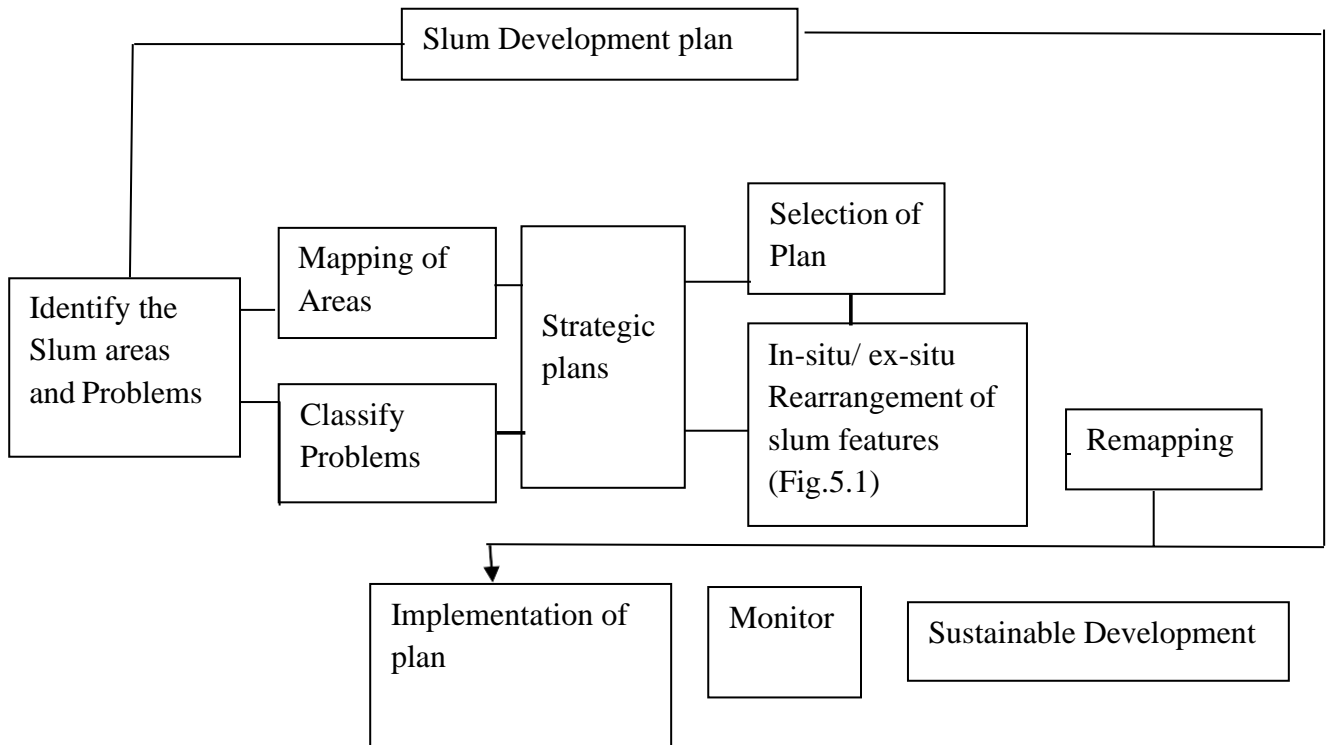 Slum Development plan
Identify the
Slum areas
and Problems
Mapping of
Areas
Classify
Problems
Strategic
plans
Selection of
Plan
In-situ/ ex-situ
Rearrangement of
slum features
(Fig.5.1)
Remapping
Implementation of
plan
Monitor
Sustainable Development